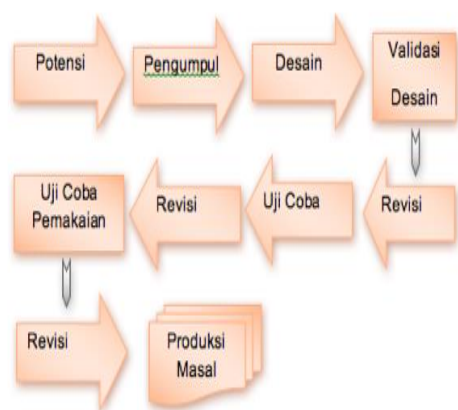 Potensi
Pengumpul
Desain
Validasi
Desain
Revisi
Uji Coba
Revisi
Uji Coba
Pemakaian
Revisi
Produksi
Masal